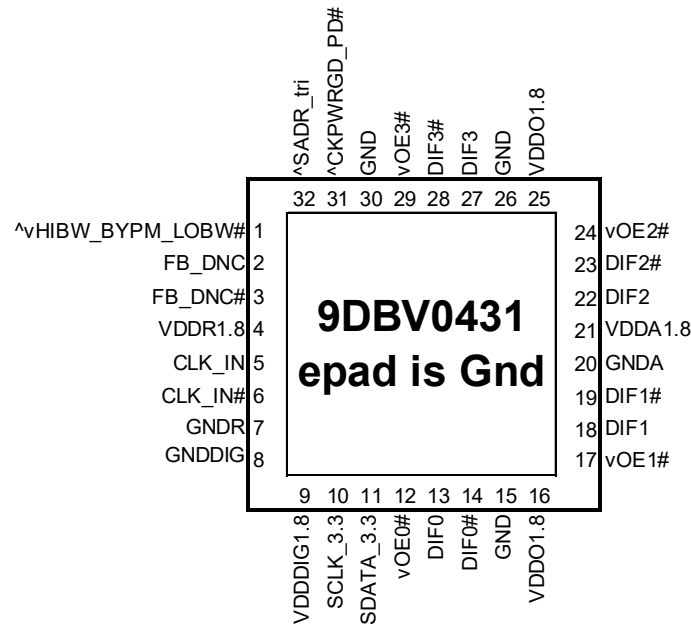 ^SADR_tri
^CKPWRGD_PD#
GND
vOE3#
DIF3#
DIF3
GND
VDDO1.8
32 31 30 29 28 27 26 25
^vHIBW_BYPM_LOBW# 1
FB_DNC 2
FB_DNC# 3
VDDR1.8 4
CLK_IN 5
CLK_IN# 6
GNDR 7
GNDDIG 8
9DBV0431
epad is Gnd
24 vOE2#
23 DIF2#
22 DIF2
21 VDDA1.8
20 GNDA
19 DIF1#
18 DIF1
17 vOE1#
9 10 11 12 13 14 15 16
VDDDIG1.8
SCLK_3.3
SDATA_3.3
vOE0#
DIF0
DIF0#
GND
VDDO1.8